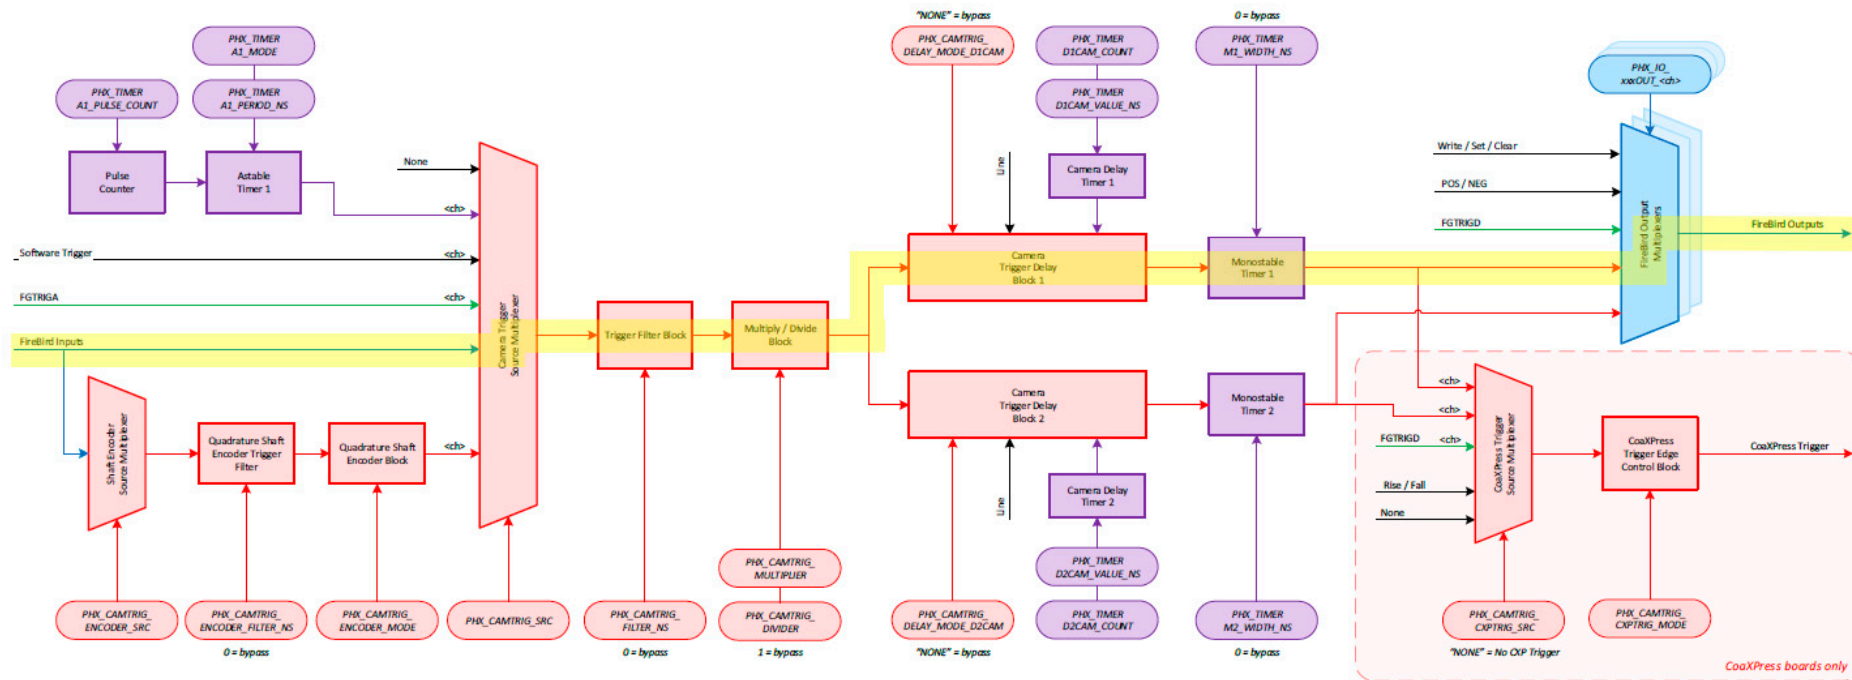 "NONE" = bypass
0 = bypass
PHX_TIMER
A1_MODE
PHX_CAMTRIG_
DELAY_MODE_D1CAM
PHX_TIMER
D1CAM_COUNT
PHX_TIMER
M1_WIDTH_NS
PHX_IO_
xxxOUT_<ch>
PHX_TIMER
A1_PULSE_COUNT
PHX_TIMER
A1_PERIOD_NS
PHX_TIMER
D1CAM_VALUE_NS
Pulse
Counter
Astable
Timer 1
None
<ch>
Line
Camera Delay
Timer 1
Write / Set / Clear
POS / NEG
FGTRIGD
FireBird Output
Multiplexers
FireBird Outputs
Software Trigger
<ch>
FGTRIGA
<ch>
FireBird Inputs
Camera Trigger
Source Multiplexer
Trigger Filter Block
Multiply / Divide
Block
Camera
Trigger Delay
Block 1
Monostable
Timer 1
Camera
Trigger Delay
Block 2
Monostable
Timer 2
Shaft Encoder
Source Multiplexer
Quadrature Shaft
Encoder Trigger
Filter
Quadrature Shaft
Encoder Block
<ch>
Line
Camera Delay
Timer 2
<ch>
<ch>
FGTRIGD
<ch>
Rise / Fall
None
CoaXPress Trigger
Source Multiplexer
CoaXPress
Trigger Edge
Control Block
CoaXPress Trigger
PHX_CAMTRIG_
MULTIPLIER
PHX_TIMER
D2CAM_VALUE_NS
PHX_CAMTRIG_
ENCODER_SRC
PHX_CAMTRIG_
ENCODER_FILTER_NS
PHX_CAMTRIG_
ENCODER_MODE
PHX_CAMTRIG_SRC
PHX_CAMTRIG_
FILTER_NS
PHX_CAMTRIG_
DIVIDER
PHX_CAMTRIG_
DELAY_MODE_D2CAM
PHX_TIMER
D2CAM_COUNT
PHX_TIMER
M2_WIDTH_NS
PHX_CAMTRIG_
CXPTRIG_SRC
PHX_CAMTRIG_
CXPTRIG_MODE
0 = bypass
0 = bypass
1 = bypass
"NONE" = bypass
0 = bypass
"NONE" = No CXP Trigger
CoaXPress boards only